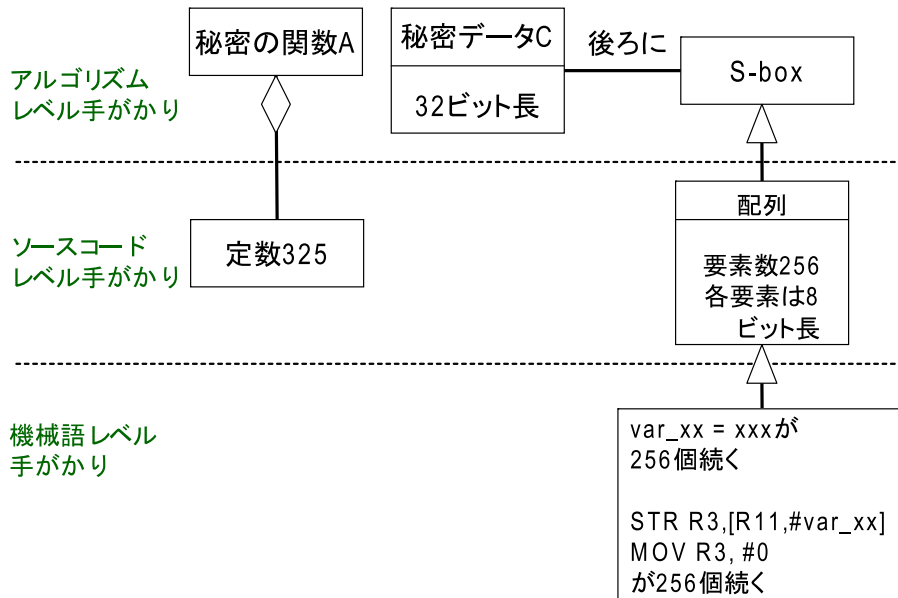 秘密の関数A
秘密データC
32ビット長
後ろに
S-box
アルゴリズム
レベル手がかり
定数325
配列
要素数256
各要素は8
ビット長
ソースコード
レベル手がかり
機械語レベル
手がかり
var_xx = xxxが
256個続く
STR R3,[R11,#var_xx]
MOV R3, #0
が256個続く